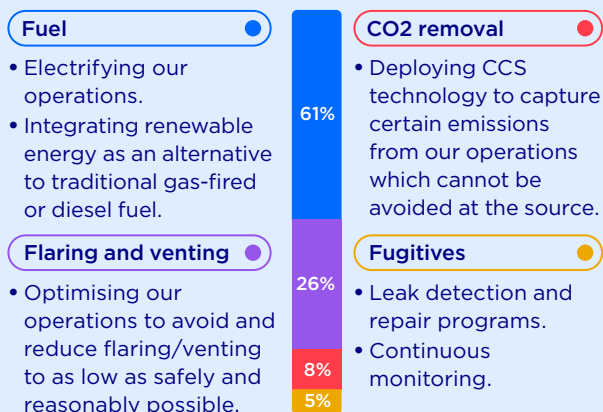 Fuel
• Electrifying our
operations.
• Integrating renewable
energy as an alternative
to traditional gas-fired
or diesel fuel.
Flaring and venting
• Optimising our
operations to avoid and
reduce flaring/venting
to as low as safely and
reasonably possible.
61%
26%
8%
5%
CO2 removal
• Deploying CCS
technology to capture
certain emissions
from our operations
which cannot be
avoided at the source.
Fugitives
• Leak detection and
repair programs.
• Continuous
monitoring.